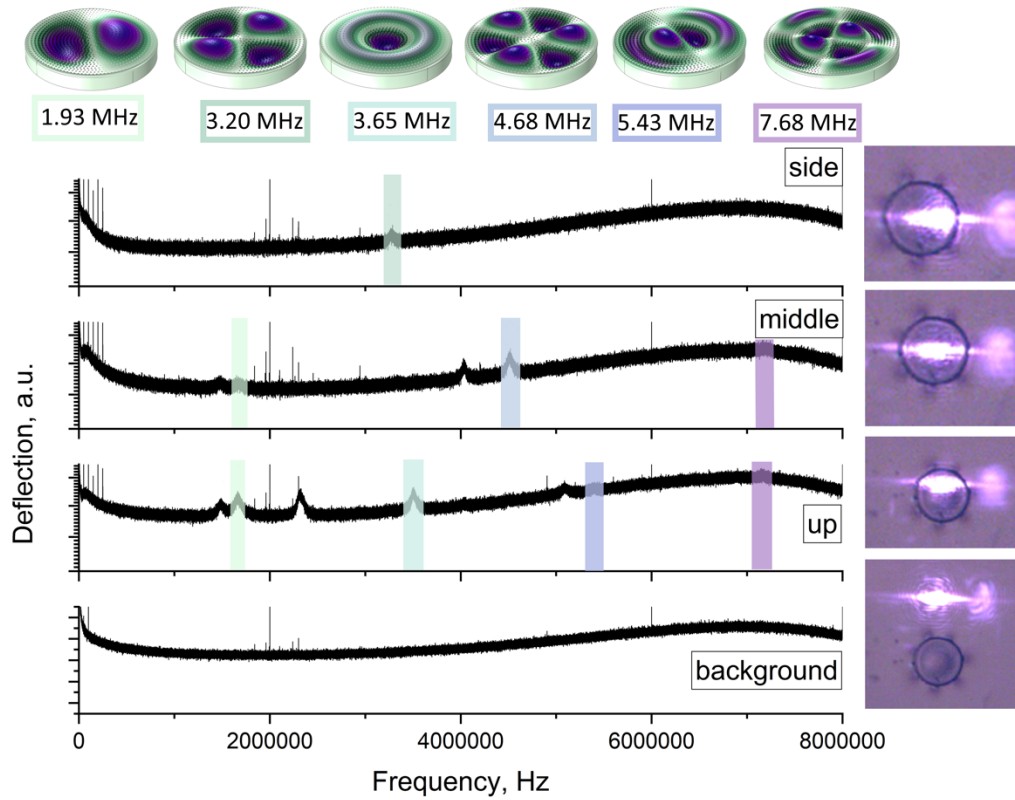 1.93 MHz
3.20 MHz
3.65 MHz
4.68 MHz
5.43 MHz
7.68 MHz
side
middle
up
background
Deflection, a.u.
0
2000000
4000000
6000000
8000000
Frequency, Hz